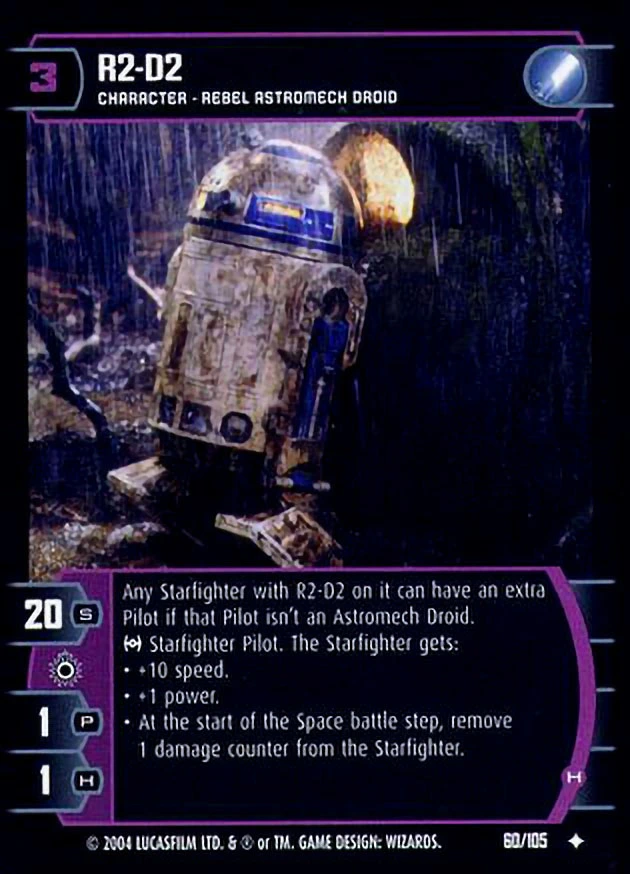 3
R2-D2
CHARACTER - REBEL ASTROMECH DROID
Any Starfighter with R2-D2 on it can have an extra
Pilot if that Pilot isn't an Astromech Droid.
Starfighter Pilot. The Starfighter gets:
• +10 speed.
• +1 power.
• At the start of the Space battle step, remove
1 damage counter from the Starfighter.
20 S
1 P
1 H
H
© 2004 LUCASFILM LTD. & ® or TM. GAME DESIGN: WIZARDS.
60/105